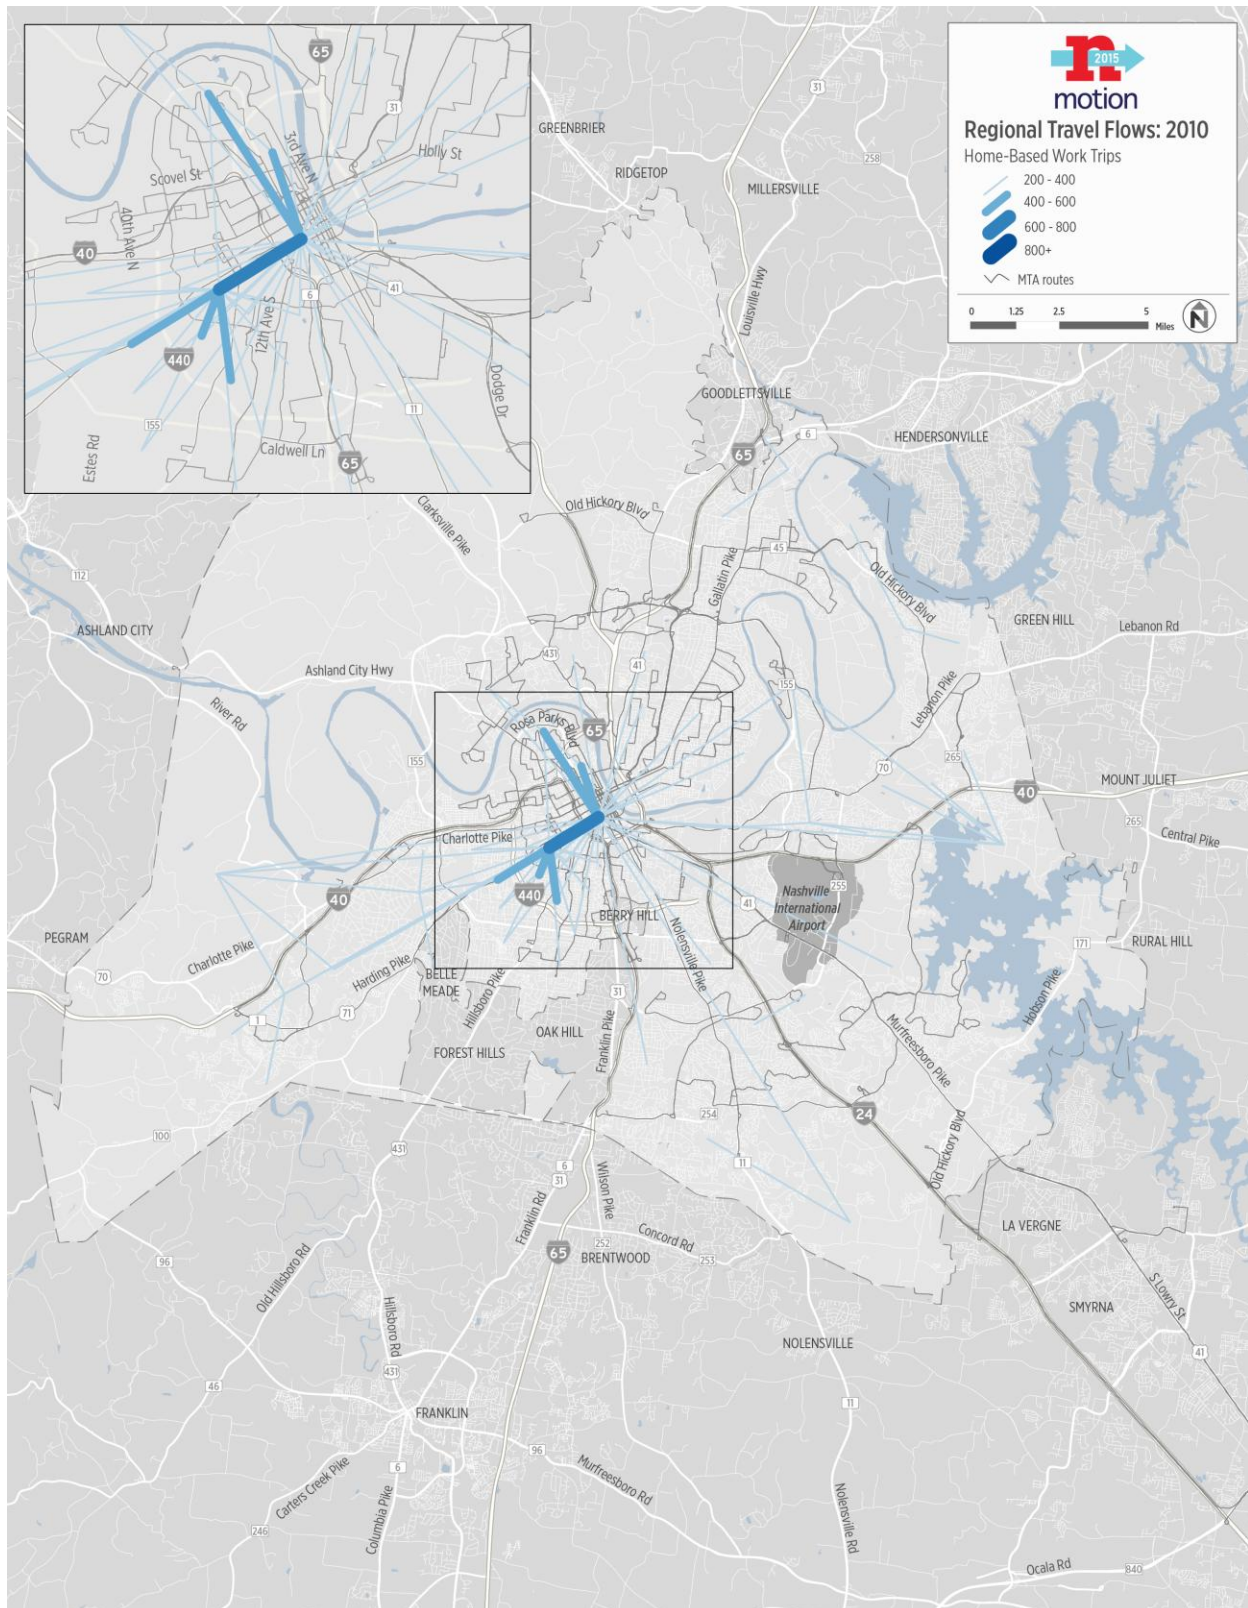 65
31
3rd Ave N
Holly St
Scovel St
40th Ave N
40
6
41
12th Ave S
440
155
11
Dodge Dr
Estes Rd
Caldwell Ln
65
n
2015
motion
Regional Travel Flows: 2010
Home-Based Work Trips
200 - 400
400 - 600
600 - 800
800+
MTA routes
0 1.25 2.5 5
Miles
N
31
GREENBRIER
258
RIDGETOP
MILLERSVILLE
Louisville Hwy
GOODLETTSVILLE
6
HENDERSONVILLE
65
Clarksville Pike
Old Hickory Blvd
45
Gallatin Pike
Old Hickory Blvd
112
ASHLAND CITY
GREEN HILL
Lebanon Rd
431
41
Ashland City Hwy
155
Lebanon Pike
River Rd
Rosa Parks Blvd
65
155
70
265
MOUNT JULIET
40
265
Central Pike
Charlotte Pike
40
440
Nashville
International
Airport
255
41
BERRY HILL
PEGRAM
171
RURAL HILL
Charlotte Pike
70
Harding Pike
BELLE
MEADE
Hillsboro Pike
Nolensville Pike
31
Hobson Pike
1
71
OAK HILL
FOREST HILLS
Franklin Pike
Murfreesboro Pike
254
24
100
431
11
Old Hickory Blvd
6
31
Wilson Pike
Franklin Rd
LA VERGNE
96
Old Hillsboro Rd
65
252
BRENTWOOD
Concord Rd
253
S Lowry St
SMYRNA
Hillsboro Rd
NOLENSVILLE
41
431
46
11
FRANKLIN
96
6
Murfreesboro Rd
Carters Creek Pike
Columbia Pike
Nolensville Rd
246
Ocala Rd
840